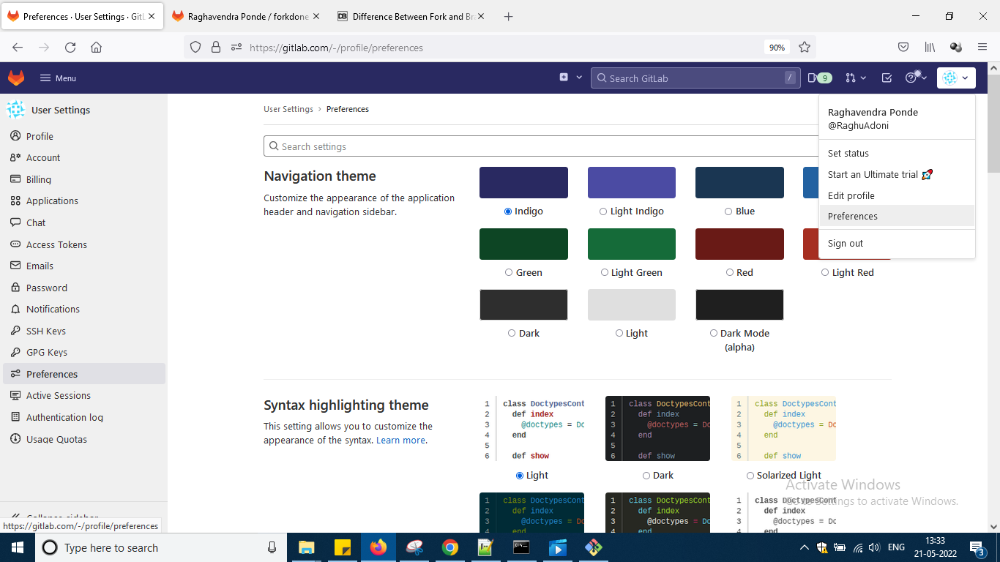 Preferences · User Settings · GitL
Raghavendra Ponde / forkdone
Difference Between Fork and Bra
https://gitlab.com/-/profile/preferences
90%
Menu
Search GitLab
/
9
User Settings
Profile
Account
Billing
Applications
Chat
Access Tokens
Emails
Password
Notifications
SSH Keys
GPG Keys
Preferences
Active Sessions
Authentication log
Usage Quotas
Collapse sidebar
https://gitlab.com/-/profile/preferences
User Settings › Preferences
Search settings
Raghavendra Ponde
@RaghuAdoni
Set status
Start an Ultimate trial
Edit profile
Preferences
Sign out
Navigation theme
Customize the appearance of the application
header and navigation sidebar.
Indigo
Light Indigo
Blue
Green
Light Green
Red
Light Red
Dark
Light
Dark Mode
(alpha)
Syntax highlighting theme
This setting allows you to customize the
appearance of the syntax. Learn more.
1 class DoctypesCont
2 def index
3 @doctypes = Do
4 end
5
6 def show
Light
1 class DoctypesCont
2 def index
3 @doctypes = Do
4 end
5
6 def show
Dark
1 class DoctypesCont
2 def index
3 @doctypes = Do
4 end
5
6 def show
Solarized Light
1 class DoctypesCont
2 def index
3 @doctypes = Do
4 end
1 class DoctypesCont
2 def index
3 @doctypes = Do
4 end
1 class DoctypesCont
2 def index
3 @doctypes = Do
4 end
Activate Windows
Go to Settings to activate Windows.
Type here to search
ENG
13:33
21-05-2022
3